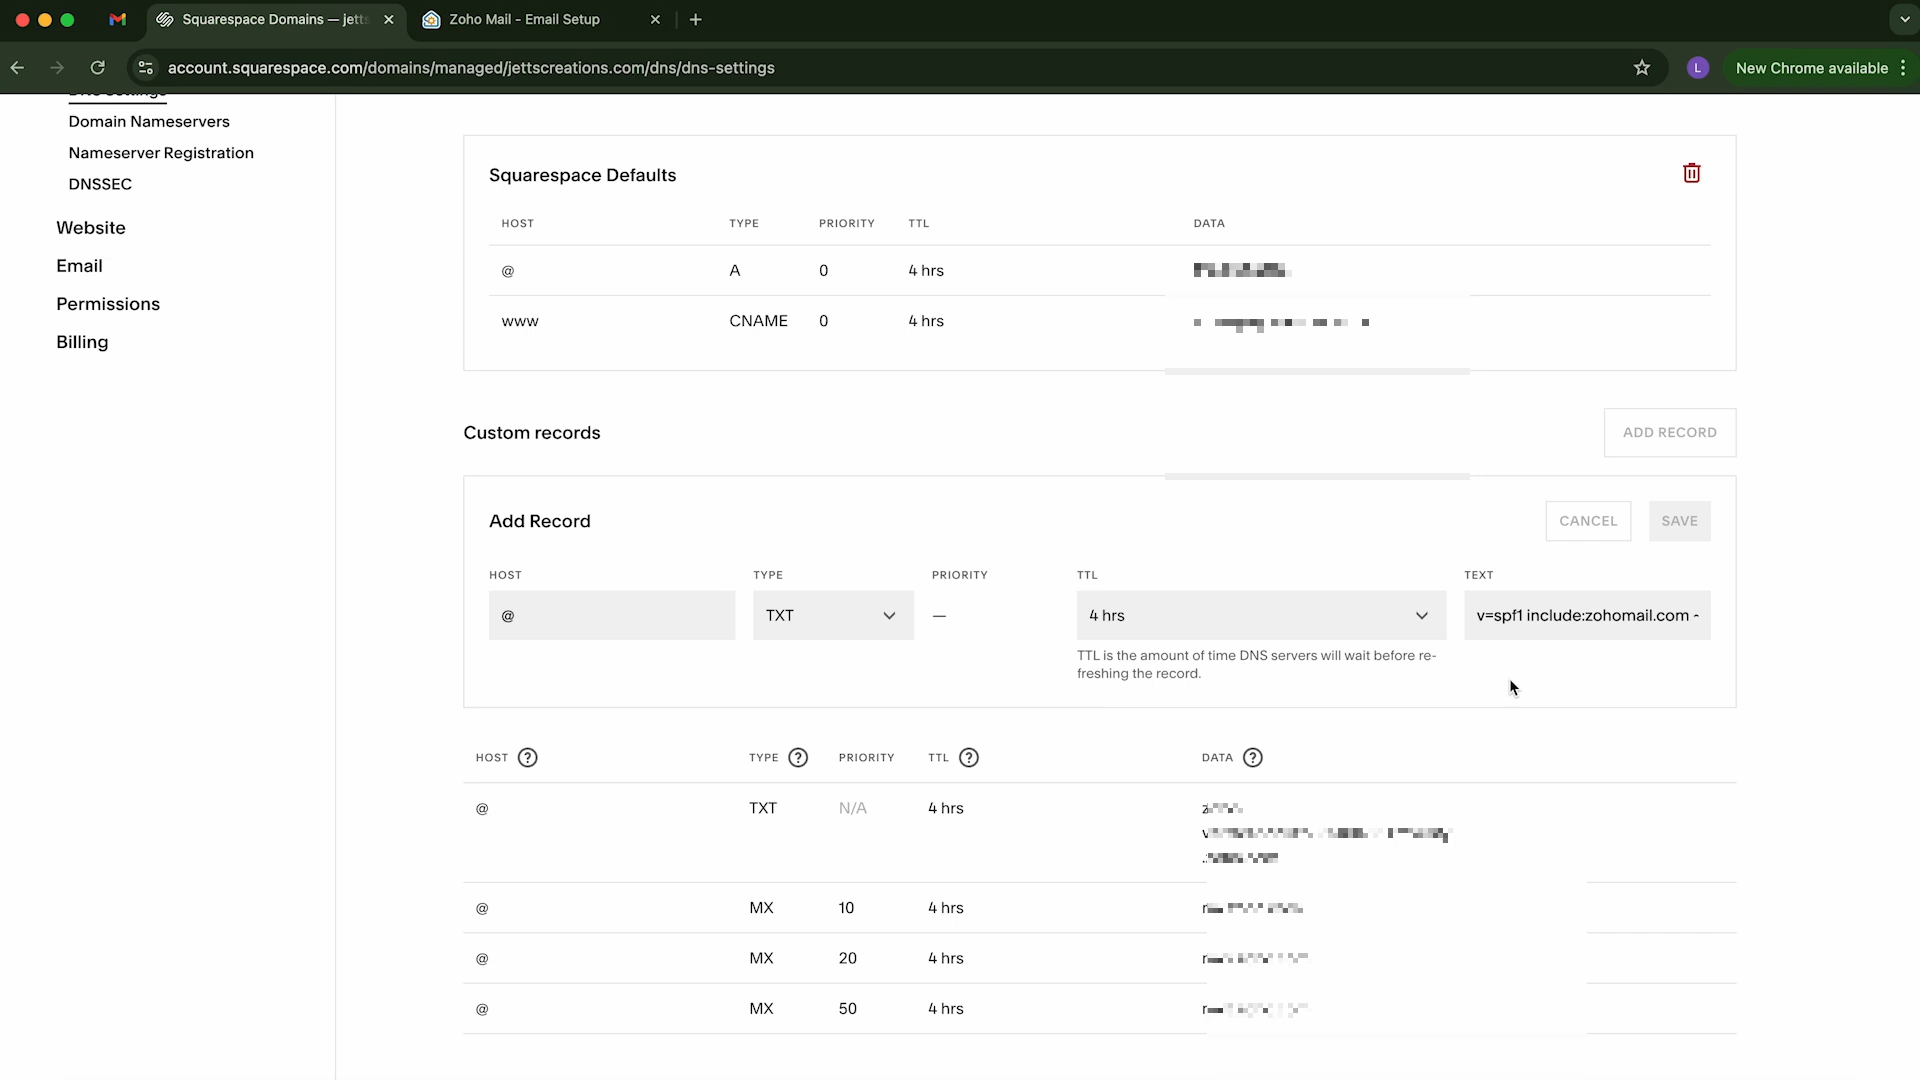 Squarespace Domains — jetts
Zoho Mail - Email Setup
account.squarespace.com/domains/managed/jettscreations.com/dns/dns-settings
L
New Chrome available
DNS Settings
Domain Nameservers
Nameserver Registration
DNSSEC
Website
Email
Permissions
Billing
Squarespace Defaults
HOST TYPE PRIORITY TTL DATA
@ A 0 4 hrs
www CNAME 0 4 hrs
Custom records
ADD RECORD
Add Record
CANCEL
SAVE
HOST TYPE PRIORITY TTL TEXT
@ TXT — 4 hrs v=spf1 include:zohomail.com ~
TTL is the amount of time DNS servers will wait before re-
freshing the record.
HOST ? TYPE ? PRIORITY TTL ? DATA ?
@ TXT N/A 4 hrs
@ MX 10 4 hrs
@ MX 20 4 hrs
@ MX 50 4 hrs